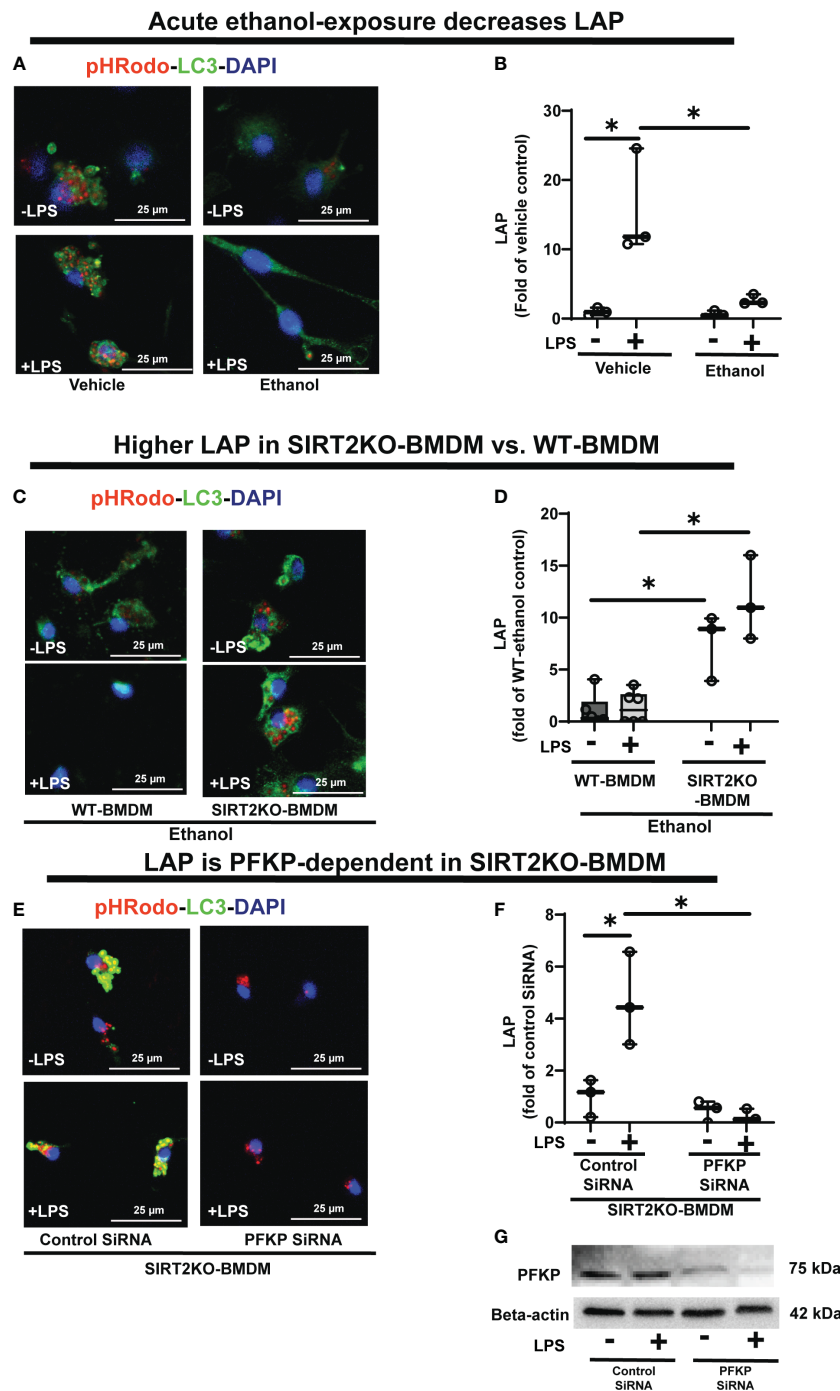 Acute ethanol-exposure decreases LAP
A
pHRodo-LC3-DAPI
-LPS
25 µm
-LPS
25 µm
+LPS
25 µm
+LPS
25 µm
Vehicle
Ethanol
B
LAP
(Fold of vehicle control)
30
20
10
0
*
*
LPS - + - +
Vehicle
Ethanol
Higher LAP in SIRT2KO-BMDM vs. WT-BMDM
C
pHRodo-LC3-DAPI
-LPS
25 µm
-LPS
25 µm
+LPS
25 µm
+LPS
25 µm
WT-BMDM
SIRT2KO-BMDM
Ethanol
D
LAP
(fold of WT-ethanol control)
20
15
10
5
0
*
*
LPS - + - +
WT-BMDM
SIRT2KO
-BMDM
Ethanol
LAP is PFKP-dependent in SIRT2KO-BMDM
E
pHRodo-LC3-DAPI
-LPS
25 µm
-LPS
25 µm
+LPS
25 µm
+LPS
25 µm
Control SiRNA
PFKP SiRNA
SIRT2KO-BMDM
F
LAP
(fold of control SiRNA)
8
6
4
2
0
*
*
LPS - + - +
Control
SiRNA
PFKP
SiRNA
SIRT2KO-BMDM
G
PFKP
75 kDa
Beta-actin
42 kDa
LPS - + - +
Control
SiRNA
PFKP
SiRNA